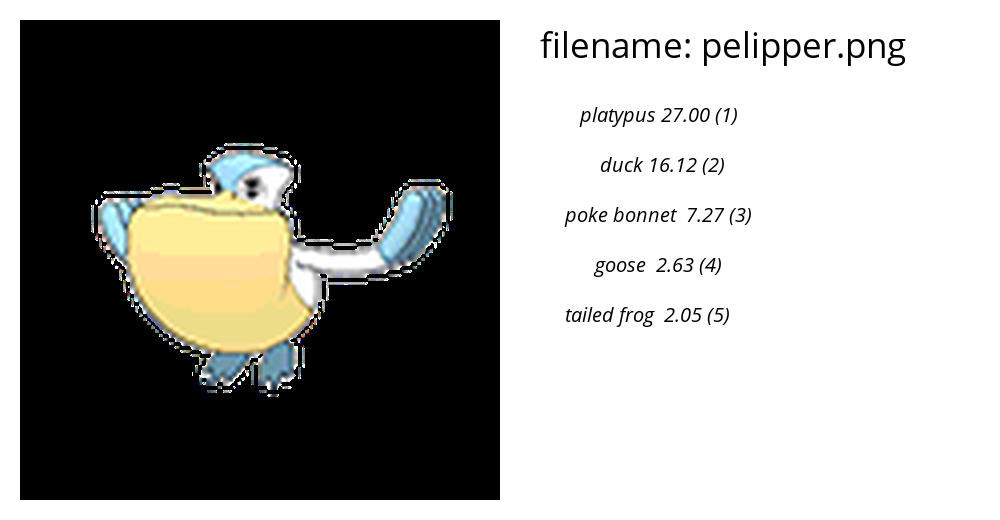 filename: pelipper.png
platypus 27.00 (1)
duck 16.12 (2)
poke bonnet 7.27 (3)
goose 2.63 (4)
tailed frog 2.05 (5)